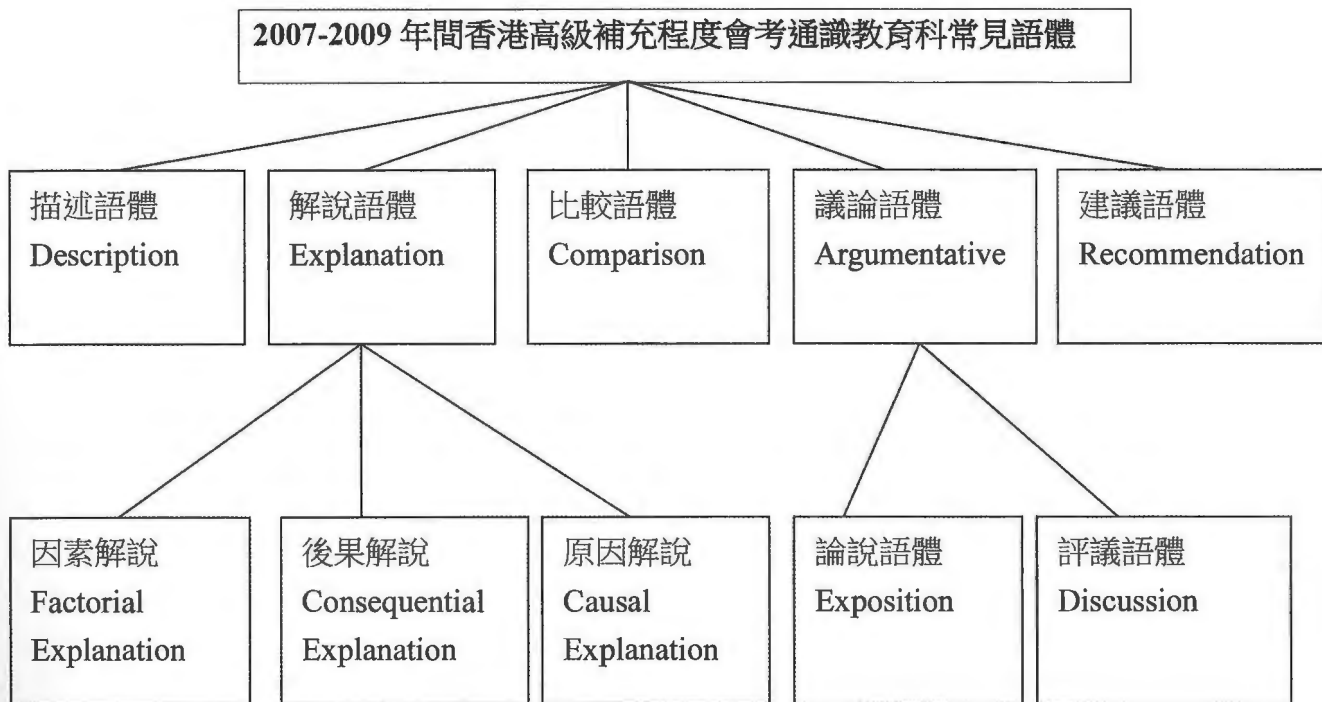 2007-2009 年間香港高級補充程度會考通識教育科常見語體
描述語體
Description
解說語體
Explanation
比較語體
Comparison
議論語體
Argumentative
建議語體
Recommendation
因素解說
Factorial
Explanation
後果解說
Consequential
Explanation
原因解說
Causal
Explanation
論說語體
Exposition
評議語體
Discussion